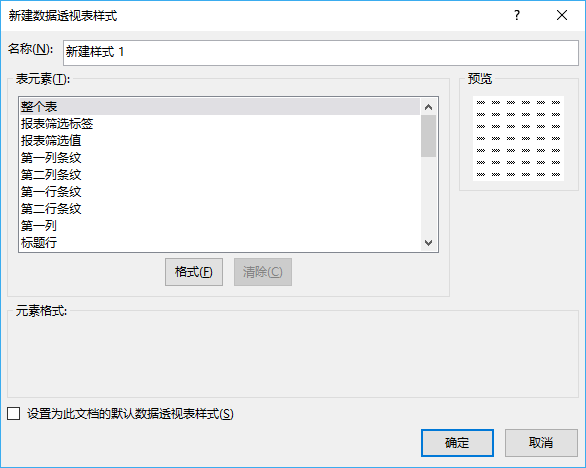 新建数据透视表样式
名称(N): 新建样式 1
表元素(T):
预览
整个表
报表筛选标签
报表筛选值
第一列条纹
第二列条纹
第一行条纹
第二行条纹
第一列
标题行
格式(F) 清除(C)
元素格式:
设置为此文档的默认数据透视表样式(S)
确定 取消